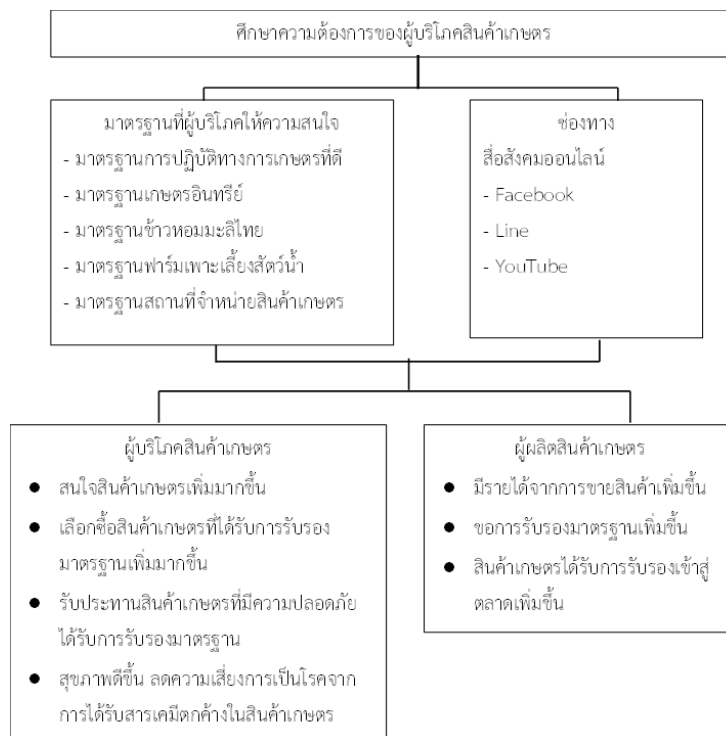 ศึกษาความต้องการของผู้บริโภคสินค้าเกษตร
มาตรฐานที่ผู้บริโภคให้ความสนใจ
- มาตรฐานการปฏิบัติทางการเกษตรที่ดี
- มาตรฐานเกษตรอินทรีย์
- มาตรฐานข้าวหอมมะลิไทย
- มาตรฐานฟาร์มเพาะเลี้ยงสัตว์น้ำ
- มาตรฐานสถานที่จำหน่ายสินค้าเกษตร
ช่องทาง
สื่อสังคมออนไลน์
- Facebook
- Line
- YouTube
ผู้บริโภคสินค้าเกษตร
● สนใจสินค้าเกษตรเพิ่มมากขึ้น
● เลือกซื้อสินค้าเกษตรที่ได้รับการรับรอง
มาตรฐานเพิ่มมากขึ้น
● รับประทานสินค้าเกษตรที่มีความปลอดภัย
ได้รับการรับรองมาตรฐาน
● สุขภาพดีขึ้น ลดความเสี่ยงการเป็นโรคจาก
การได้รับสารเคมีตกค้างในสินค้าเกษตร
ผู้ผลิตสินค้าเกษตร
● มีรายได้จากการขายสินค้าเพิ่มขึ้น
● ขอการรับรองมาตรฐานเพิ่มขึ้น
● สินค้าเกษตรได้รับการรับรองเข้าสู่
ตลาดเพิ่มขึ้น